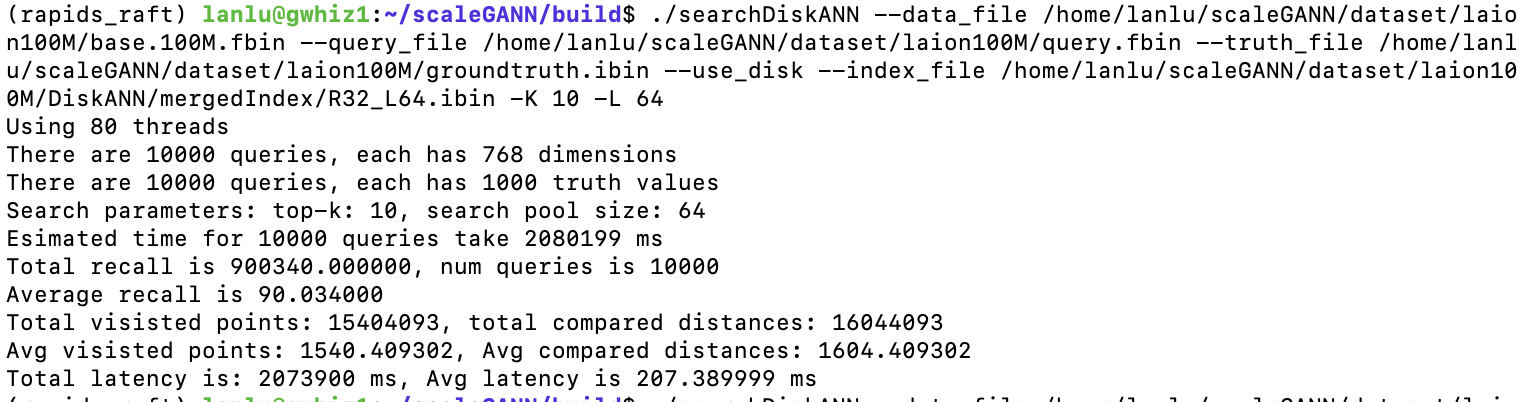 (rapids_raft) lanlu@gwhiz1:~/scaleGANN/build$ ./searchDiskANN --data_file /home/lanlu/scaleGANN/dataset/laio
n100M/base.100M.fbin --query_file /home/lanlu/scaleGANN/dataset/laion100M/query.fbin --truth_file /home/lanl
u/scaleGANN/dataset/laion100M/groundtruth.ibin --use_disk --index_file /home/lanlu/scaleGANN/dataset/laion10
0M/DiskANN/mergedIndex/R32_L64.ibin -K 10 -L 64
Using 80 threads
There are 10000 queries, each has 768 dimensions
There are 10000 queries, each has 1000 truth values
Search parameters: top-k: 10, search pool size: 64
Esimated time for 10000 queries take 2080199 ms
Total recall is 900340.000000, num queries is 10000
Average recall is 90.034000
Total visisted points: 15404093, total compared distances: 16044093
Avg visisted points: 1540.409302, Avg compared distances: 1604.409302
Total latency is: 2073900 ms, Avg latency is 207.389999 ms